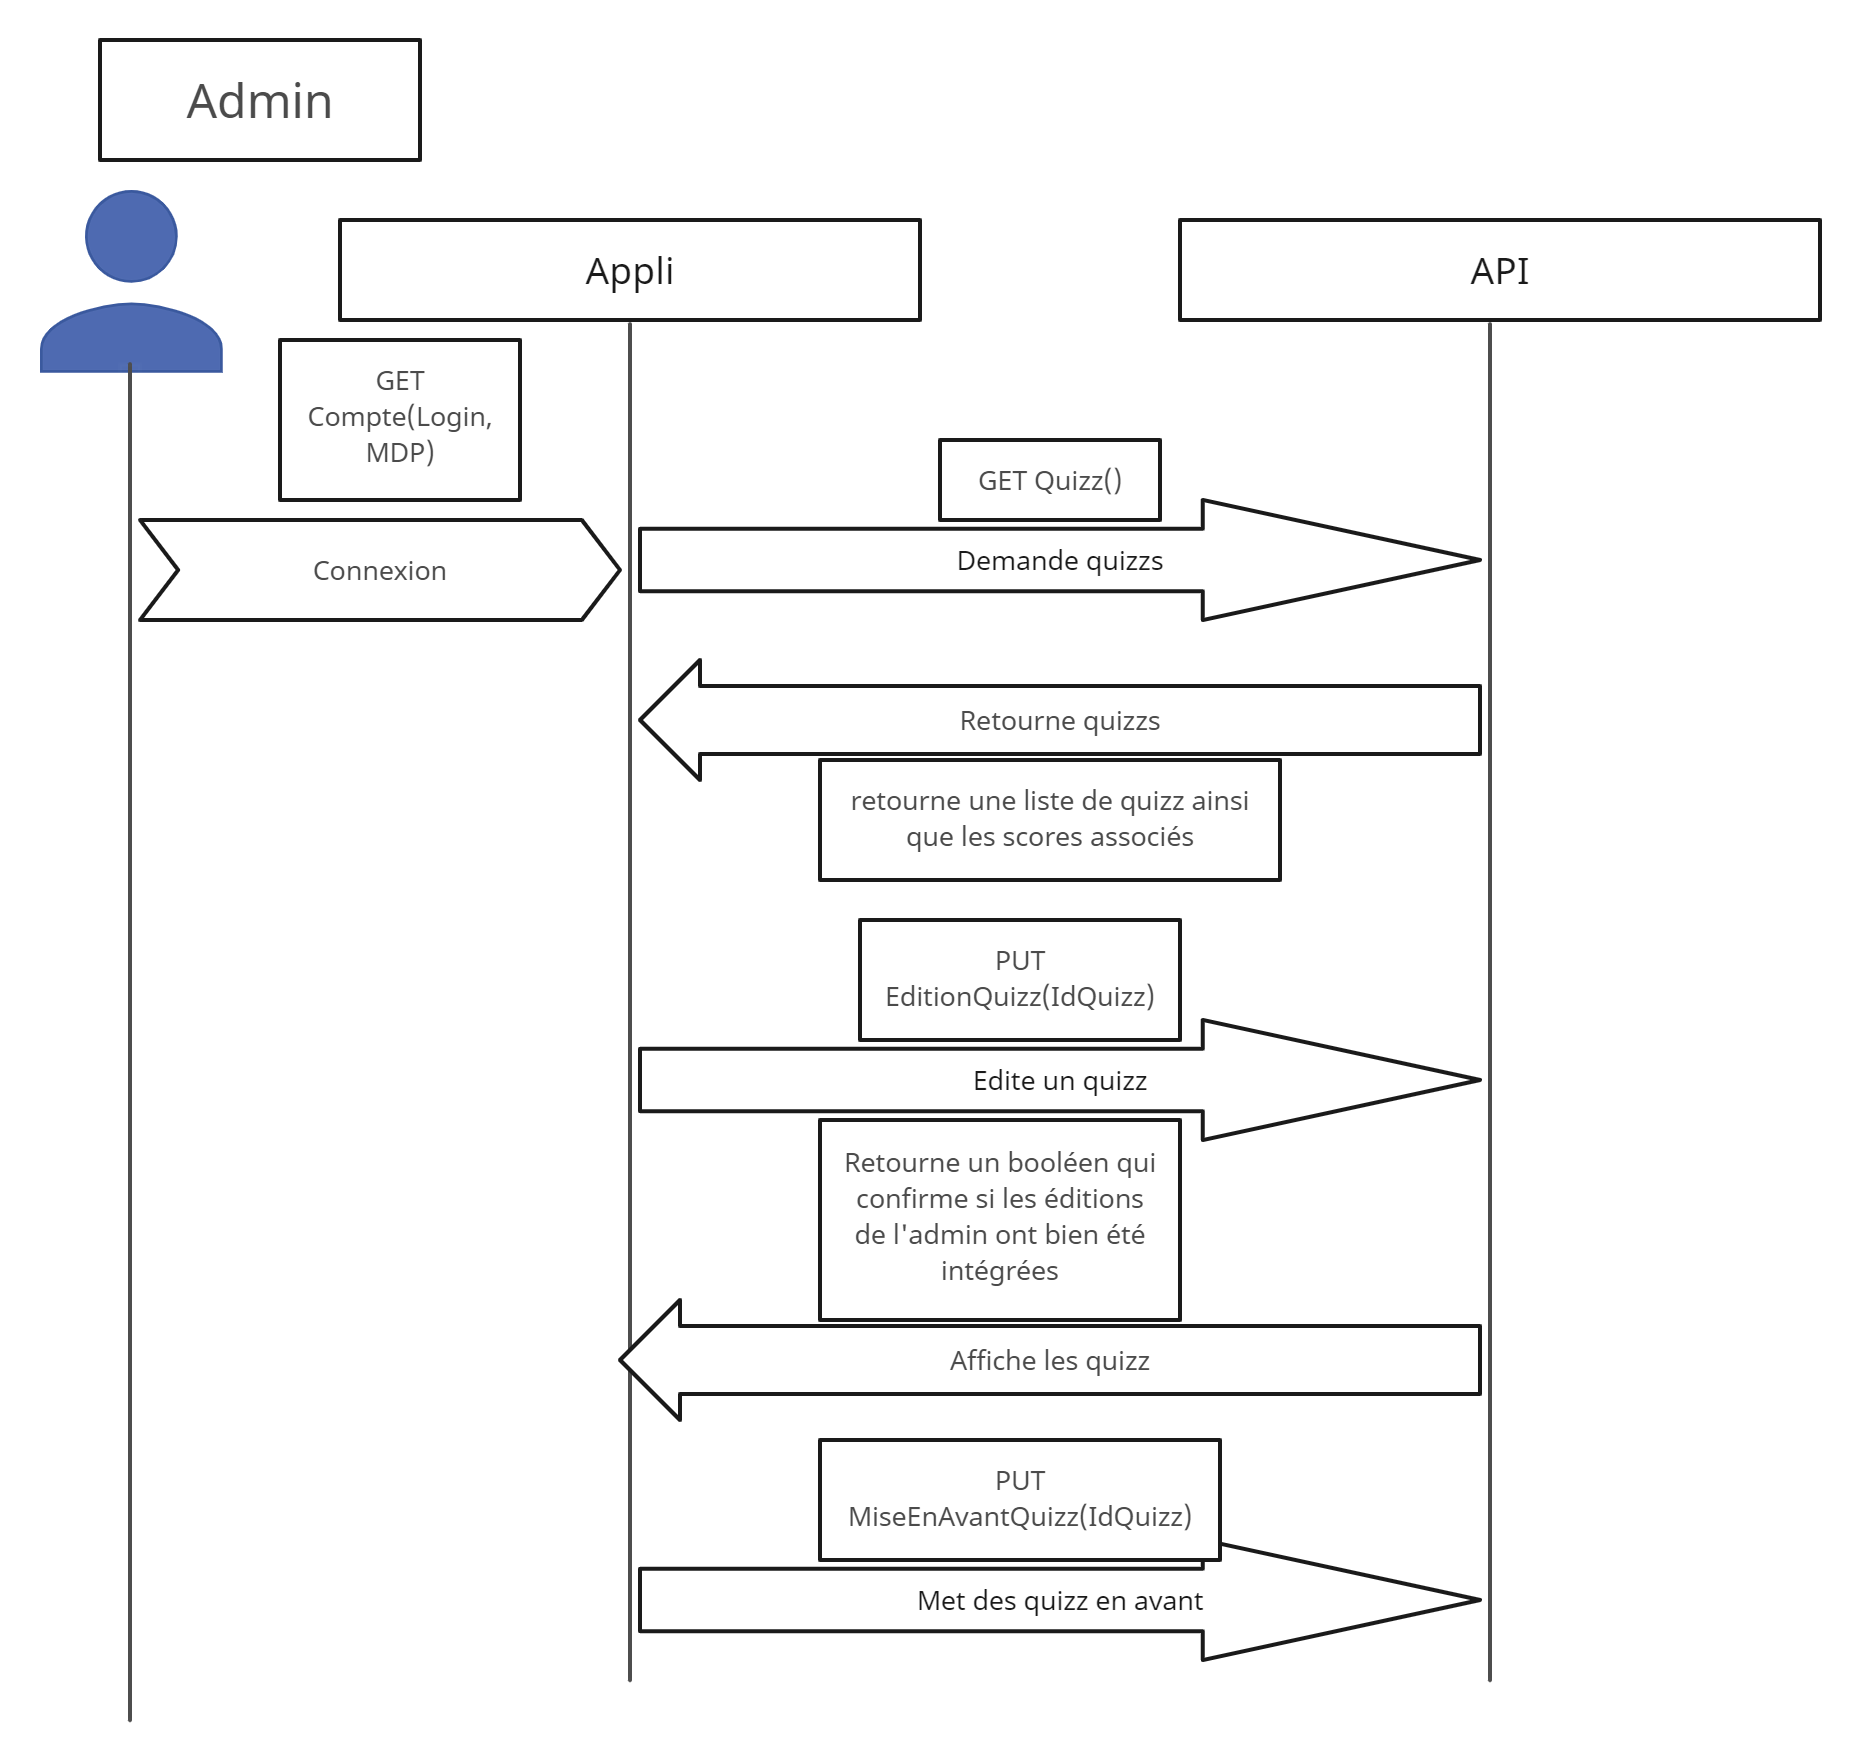 Admin
Appli
API
GET
Compte(Login,
MDP)
GET Quizz()
Connexion
Demande quizzs
Retourne quizzs
retourne une liste de quizz ainsi
que les scores associés
PUT
EditionQuizz(IdQuizz)
Edite un quizz
Retourne un booléen qui
confirme si les éditions
de l'admin ont bien été
intégrées
Affiche les quizz
PUT
MiseEnAvantQuizz(IdQuizz)
Met des quizz en avant